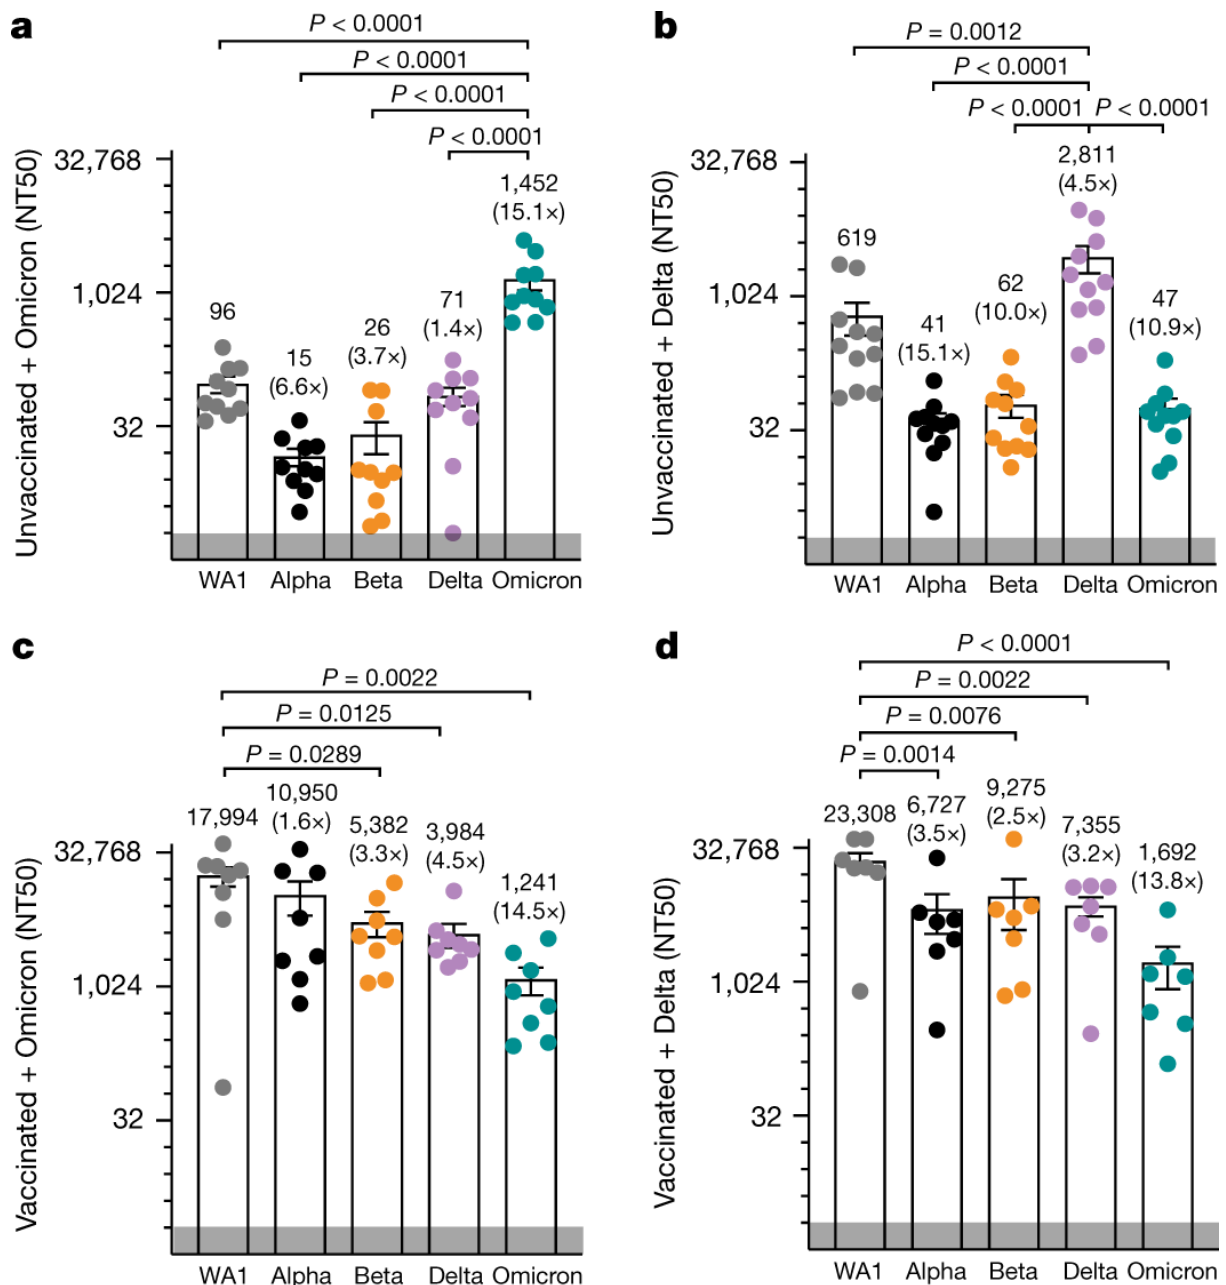 a
P < 0.0001
P < 0.0001
P < 0.0001
P < 0.0001
Unvaccinated + Omicron (NT50)
32,768
1,024
32
96
15
(6.6×)
26
(3.7×)
71
(1.4×)
1,452
(15.1×)
WA1 Alpha Beta Delta Omicron
b
P = 0.0012
P < 0.0001
P < 0.0001 P < 0.0001
Unvaccinated + Delta (NT50)
32,768
1,024
32
619
41
(15.1×)
62
(10.0×)
2,811
(4.5×)
47
(10.9×)
WA1 Alpha Beta Delta Omicron
c
P = 0.0022
P = 0.0125
P = 0.0289
Vaccinated + Omicron (NT50)
32,768
1,024
32
17,994
10,950
(1.6×)
5,382
(3.3×)
3,984
(4.5×)
1,241
(14.5×)
WA1 Alpha Beta Delta Omicron
d
P < 0.0001
P = 0.0022
P = 0.0076
P = 0.0014
Vaccinated + Delta (NT50)
32,768
1,024
32
23,308
6,727
(3.5×)
9,275
(2.5×)
7,355
(3.2×)
1,692
(13.8×)
WA1 Alpha Beta Delta Omicron